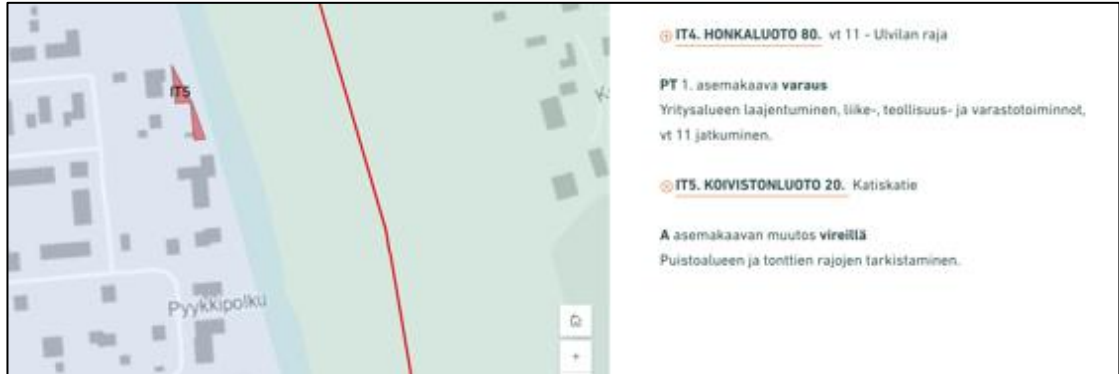 IT5
Pyykkipolku
K
+
IT4. HONKALUOTO 80. vt 11 - Ulvilan raja
PT 1. asemakaava varaus
Yritysalueen laajentuminen, liike-, teollisuus- ja varastotoiminnot,
vt 11 jatkuminen.
IT5. KOIVISTONLUOTO 20. Katiskatie
A asemakaavan muutos vireillä
Puistoalueen ja tonttien rajojen tarkistaminen.